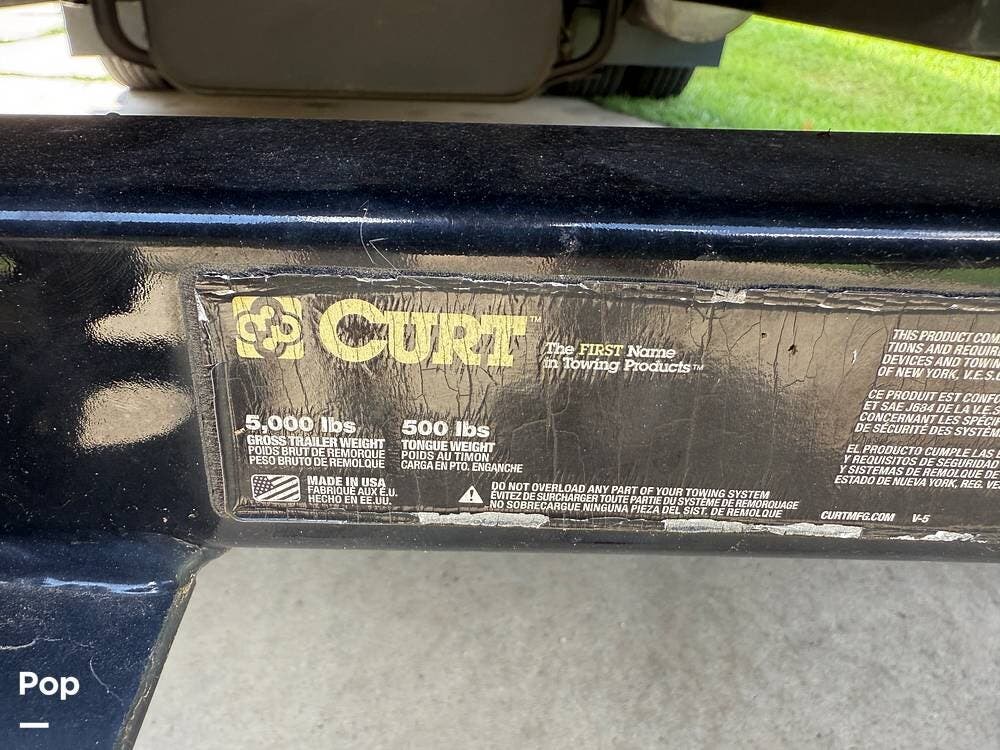 CURT™
The FIRST Name
in Towing Products™
5,000 lbs
GROSS TRAILER WEIGHT
POIDS BRUT DE REMORQUE
PESO BRUTO DE REMOLQUE
500 lbs
TONGUE WEIGHT
POIDS AU TIMON
CARGA EN PTO. ENGANCHE
MADE IN USA
FABRIQUÉ AUX É.U.
HECHO EN EE.UU.
DO NOT OVERLOAD ANY PART OF YOUR TOWING SYSTEM
ÉVITEZ DE SURCHARGER TOUTE PARTIE DU SYSTÈME DE REMORQUAGE
NO SOBRECARGUE NINGUNA PIEZA DEL SIST. DE REMOLQUE
CURTMFG.COM V-5
THIS PRODUCT COM
TIONS AND REQUIRE
DEVICES AND TOWIN
OF NEW YORK, V.E.S.
CE PRODUIT EST CONFO
ET SAE J684 DE LA V.E.S
CONCERNANT LES SPÉCIF
DE SÉCURITÉ DES SYSTÈM
EL PRODUCTO CUMPLE LAS
Y REQUISITOS DE SEGURIDAD
Y SISTEMAS DE REMOLQUE DE
ESTADO DE NUEVA YORK, REG. VE
Pop